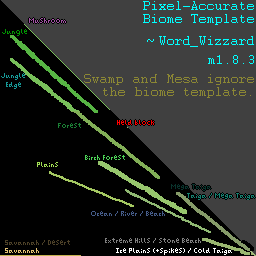 Pixel-Accurate
Biome Template
~ Word_Wizzard
m1.8.3
Swamp and Mesa ignore
the biome template.
Mushroom
Jungle
Jungle
Edge
Forest
Help block
Birch Forest
Plains
Mega Taiga
Taiga / Mega Taiga
Ocean / River / Beach
Savannah / Desert
Extreme Hills / Stone Beach
Savannah
Ice Plains (+Spikes) / Cold Taiga